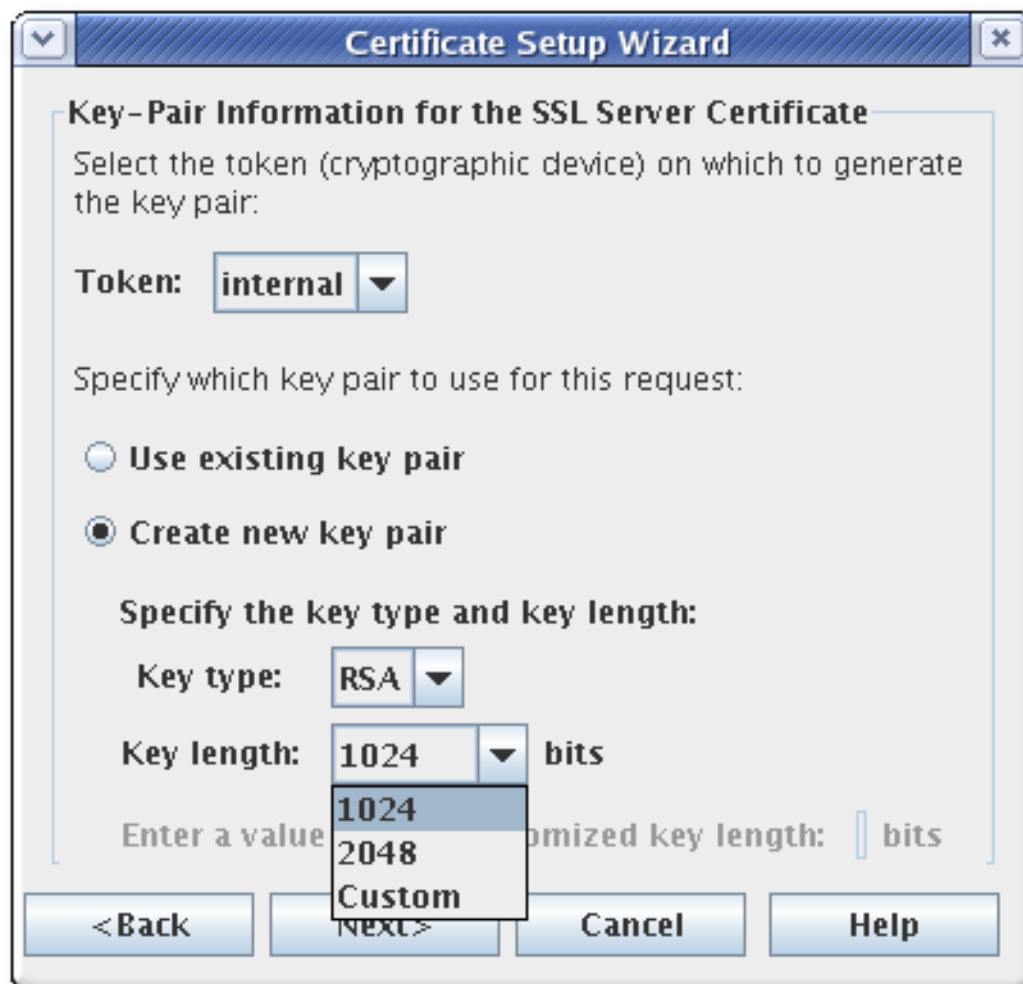 Certificate Setup Wizard
Key-Pair Information for the SSL Server Certificate
Select the token (cryptographic device) on which to generate
the key pair:
Token: internal
Specify which key pair to use for this request:
Use existing key pair
Create new key pair
Specify the key type and key length:
Key type: RSA
Key length: 1024 bits
1024
Enter a value omized key length: bits
2048
Custom
<Back Next> Cancel Help